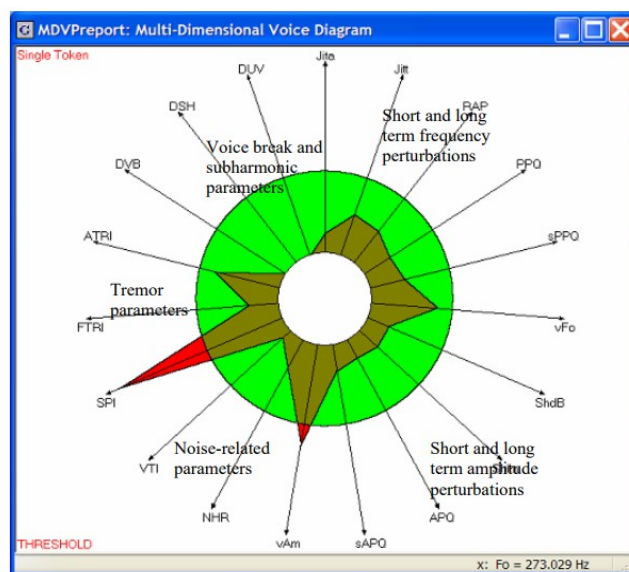 MDVPreport: Multi-Dimensional Voice Diagram
Single Token
Jita
DUV
Jitt
DSH
RAP
Short and long
term frequency
perturbations
Voice break and
subharmonic
parameters
DVB
PPQ
ATRI
sPPQ
Tremor
parameters
FTRI
vFo
SPI
ShdB
Noise-related
parameters
Short and long
term amplitude
perturbations
VTI
NHR
APQ
vAm
sAPQ
THRESHOLD
x: Fo = 273.029 Hz